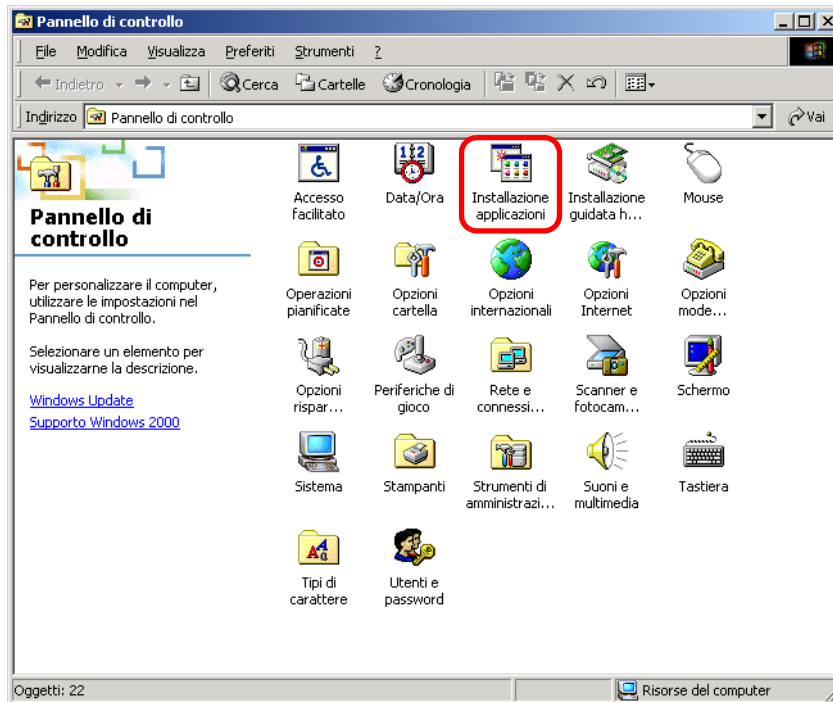 Pannello di controllo
File Modifica Visualizza Preferiti Strumenti ?
Indietro Cerca Cartelle Cronologia
Indirizzo Pannello di controllo Vai
Pannello di
controllo
Per personalizzare il computer,
utilizzare le impostazioni nel
Pannello di controllo.
Selezionare un elemento per
visualizzarne la descrizione.
Windows Update
Supporto Windows 2000
Accesso
facilitato
Data/Ora
Installazione
applicazioni
Installazione
guidata h...
Mouse
Operazioni
pianificate
Opzioni
cartella
Opzioni
internazionali
Opzioni
Internet
Opzioni
mode...
Opzioni
rispar...
Periferiche di
gioco
Rete e
connessi...
Scanner e
fotocam...
Schermo
Sistema
Stampanti
Strumenti di
amministrazi...
Suoni e
multimedia
Tastiera
Tipi di
carattere
Utenti e
password
Oggetti: 22
Risorse del computer